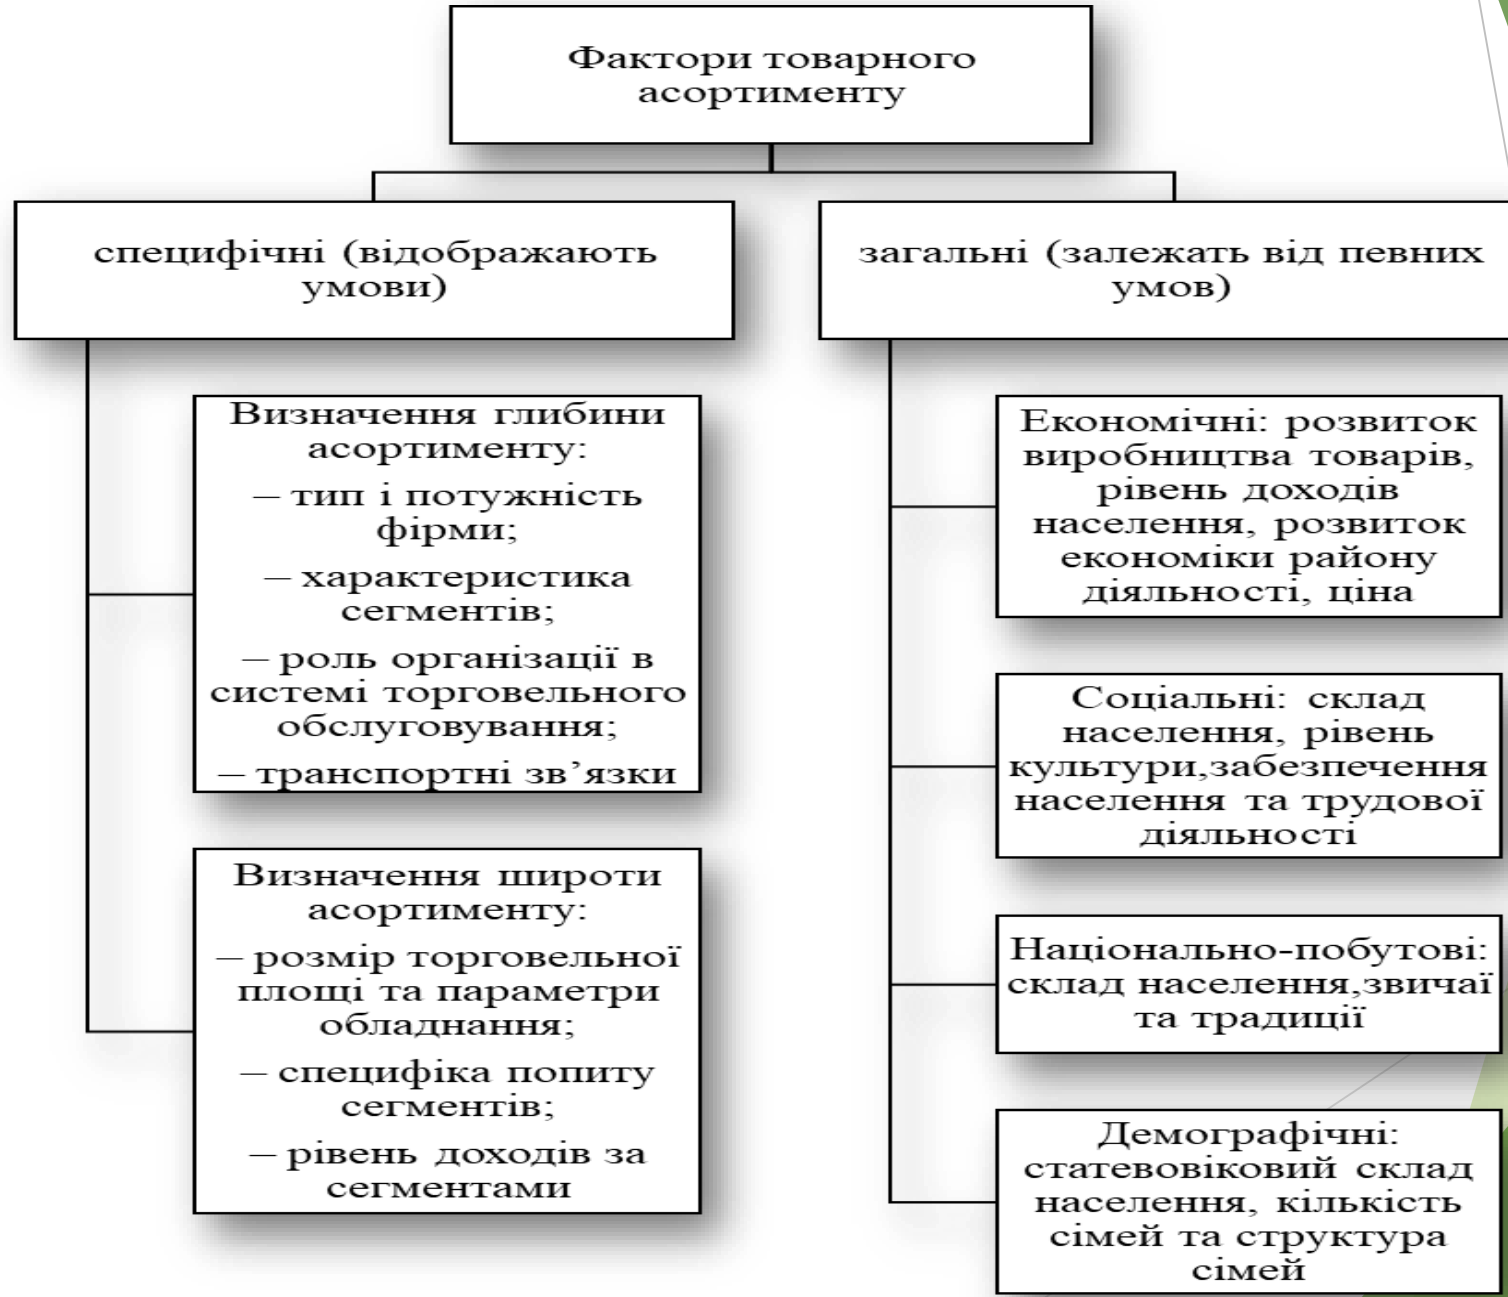 Фактори товарного
асортименту
специфічні (відображають
умови)
Визначення глибини
асортименту:
– тип і потужність
фірми;
– характеристика
сегментів;
– роль організації в
системі торговельного
обслуговування;
– транспортні зв’язки
Визначення широти
асортименту:
– розмір торговельної
площі та параметри
обладнання;
– специфіка попиту
сегментів;
– рівень доходів за
сегментами
загальні (залежать від певних
умов)
Економічні: розвиток
виробництва товарів,
рівень доходів
населення, розвиток
економіки району
діяльності, ціна
Соціальні: склад
населення, рівень
культури,забезпечення
населення та трудової
діяльності
Національно-побутові:
склад населення,звичаї
та традиції
Демографічні:
статевовіковий склад
населення, кількість
сімей та структура
сімей